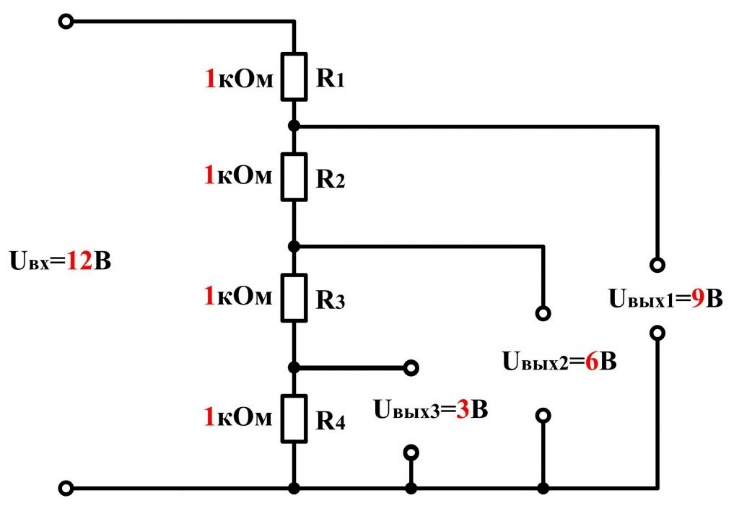 1кОм R1
1кОм R2
Uвх=12В
1кОм R3
Uвых1=9В
Uвых2=6В
1кОм R4
Uвых3=3В